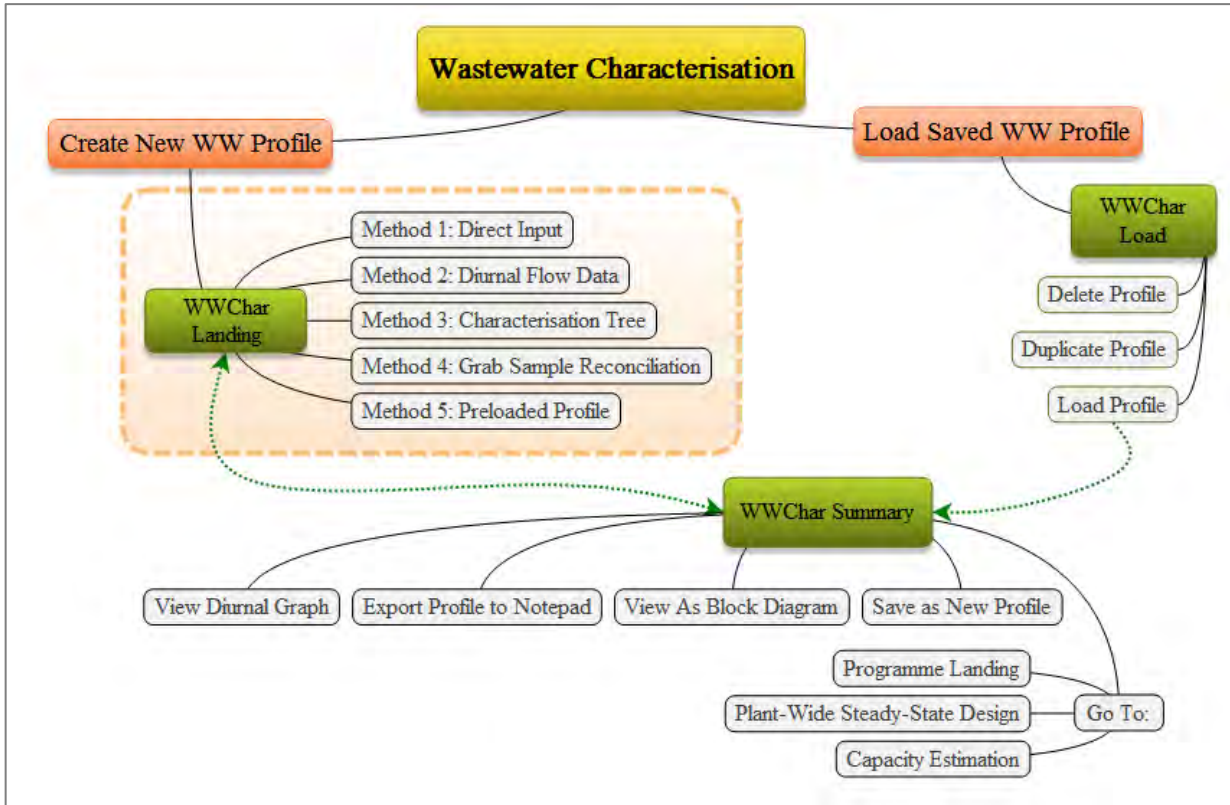 Wastewater Characterisation
Create New WW Profile
Load Saved WW Profile
WWChar
Landing
Method 1: Direct Input
Method 2: Diurnal Flow Data
Method 3: Characterisation Tree
Method 4: Grab Sample Reconciliation
Method 5: Preloaded Profile
WWChar
Load
Delete Profile
Duplicate Profile
Load Profile
WWChar Summary
View Diurnal Graph
Export Profile to Notepad
View As Block Diagram
Save as New Profile
Go To:
Programme Landing
Plant-Wide Steady-State Design
Capacity Estimation